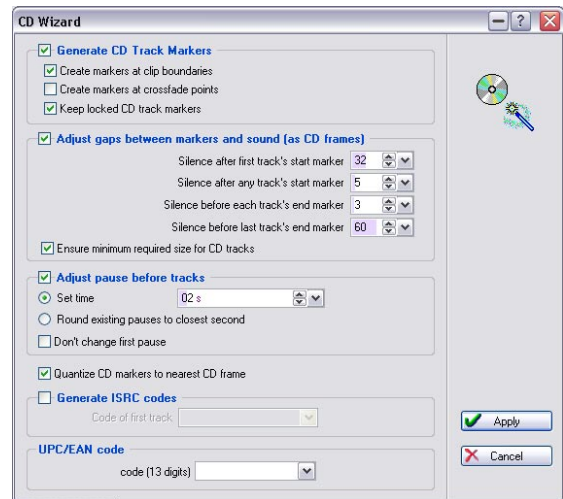 CD Wizard
Generate CD Track Markers
Create markers at clip boundaries
Create markers at crossfade points
Keep locked CD track markers
Adjust gaps between markers and sound (as CD frames)
Silence after first track's start marker 32
Silence after any track's start marker 5
Silence before each track's end marker 3
Silence before last track's end marker 60
Ensure minimum required size for CD tracks
Adjust pause before tracks
Set time 02 s
Round existing pauses to closest second
Don't change first pause
Quantize CD markers to nearest CD frame
Generate ISRC codes
Code of first track
Apply
UPC/EAN code
code (13 digits)
Cancel